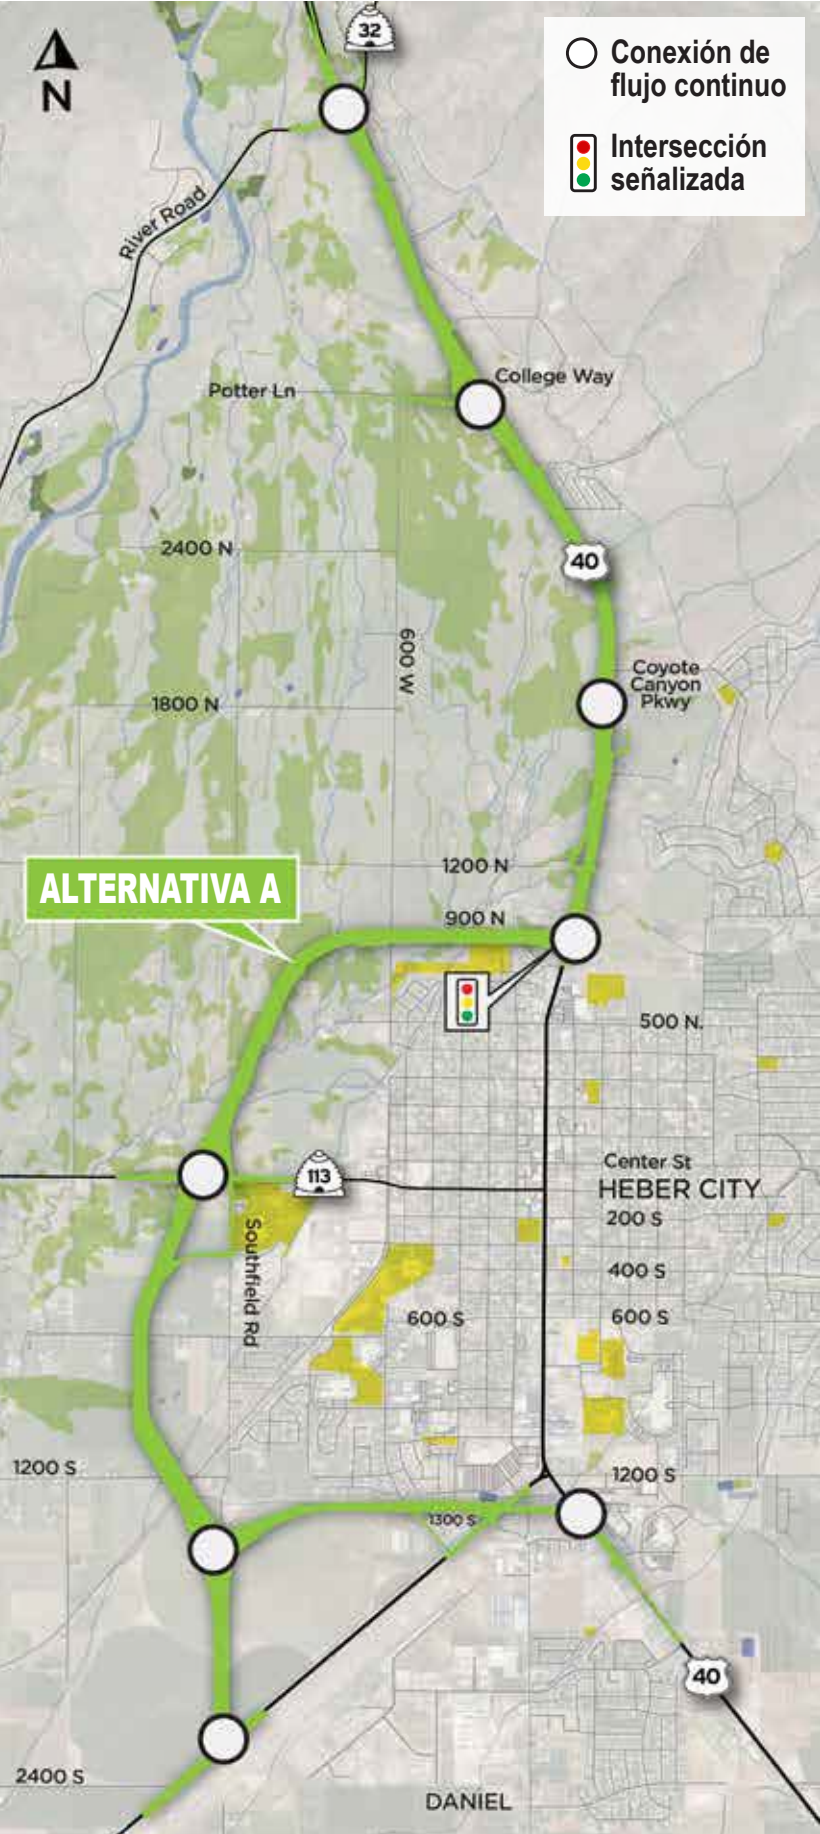 N
32
Conexión de
flujo continuo
Intersección
señalizada
River Road
Potter Ln
College Way
2400 N
40
600 W
Coyote
Canyon
Pkwy
1800 N
1200 N
ALTERNATIVA A
900 N
500 N.
113
Center St
HEBER CITY
200 S
Southfield Rd
400 S
600 S
600 S
1200 S
1200 S
1300 S
40
2400 S
DANIEL